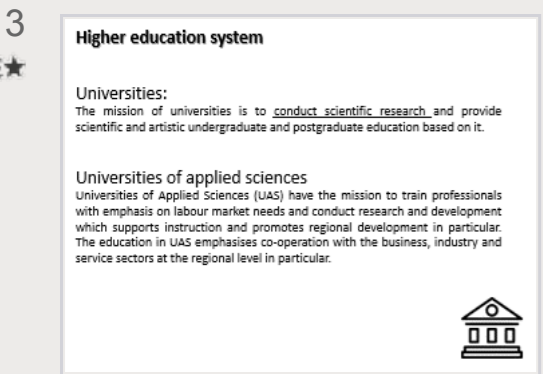 3
Higher education system
Universities:
The mission of universities is to conduct scientific research and provide
scientific and artistic undergraduate and postgraduate education based on it.
Universities of applied sciences
Universities of Applied Sciences (UAS) have the mission to train professionals
with emphasis on labour market needs and conduct research and development
which supports instruction and promotes regional development in particular.
The education in UAS emphasises co-operation with the business, industry and
service sectors at the regional level in particular.